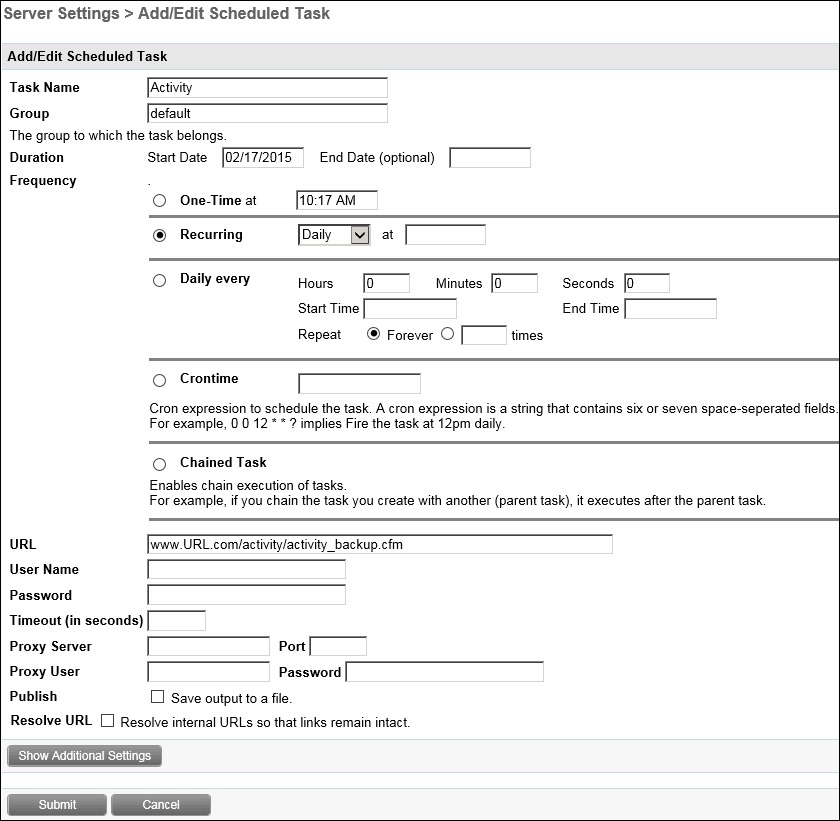 Server Settings > Add/Edit Scheduled Task
Add/Edit Scheduled Task
Task Name Activity
Group default
The group to which the task belongs.
Duration Start Date 02/17/2015 End Date (optional)
Frequency .
One-Time at 10:17 AM
Recurring Daily at
Daily every Hours 0 Minutes 0 Seconds 0
Start Time End Time
Repeat Forever times
Crontime
Cron expression to schedule the task. A cron expression is a string that contains six or seven space-seperated fields.
For example, 0 0 12 * * ? implies Fire the task at 12pm daily.
Chained Task
Enables chain execution of tasks.
For example, if you chain the task you create with another (parent task), it executes after the parent task.
URL www.URL.com/activity/activity_backup.cfm
User Name
Password
Timeout (in seconds)
Proxy Server Port
Proxy User Password
Publish Save output to a file.
Resolve URL Resolve internal URLs so that links remain intact.
Show Additional Settings
Submit Cancel